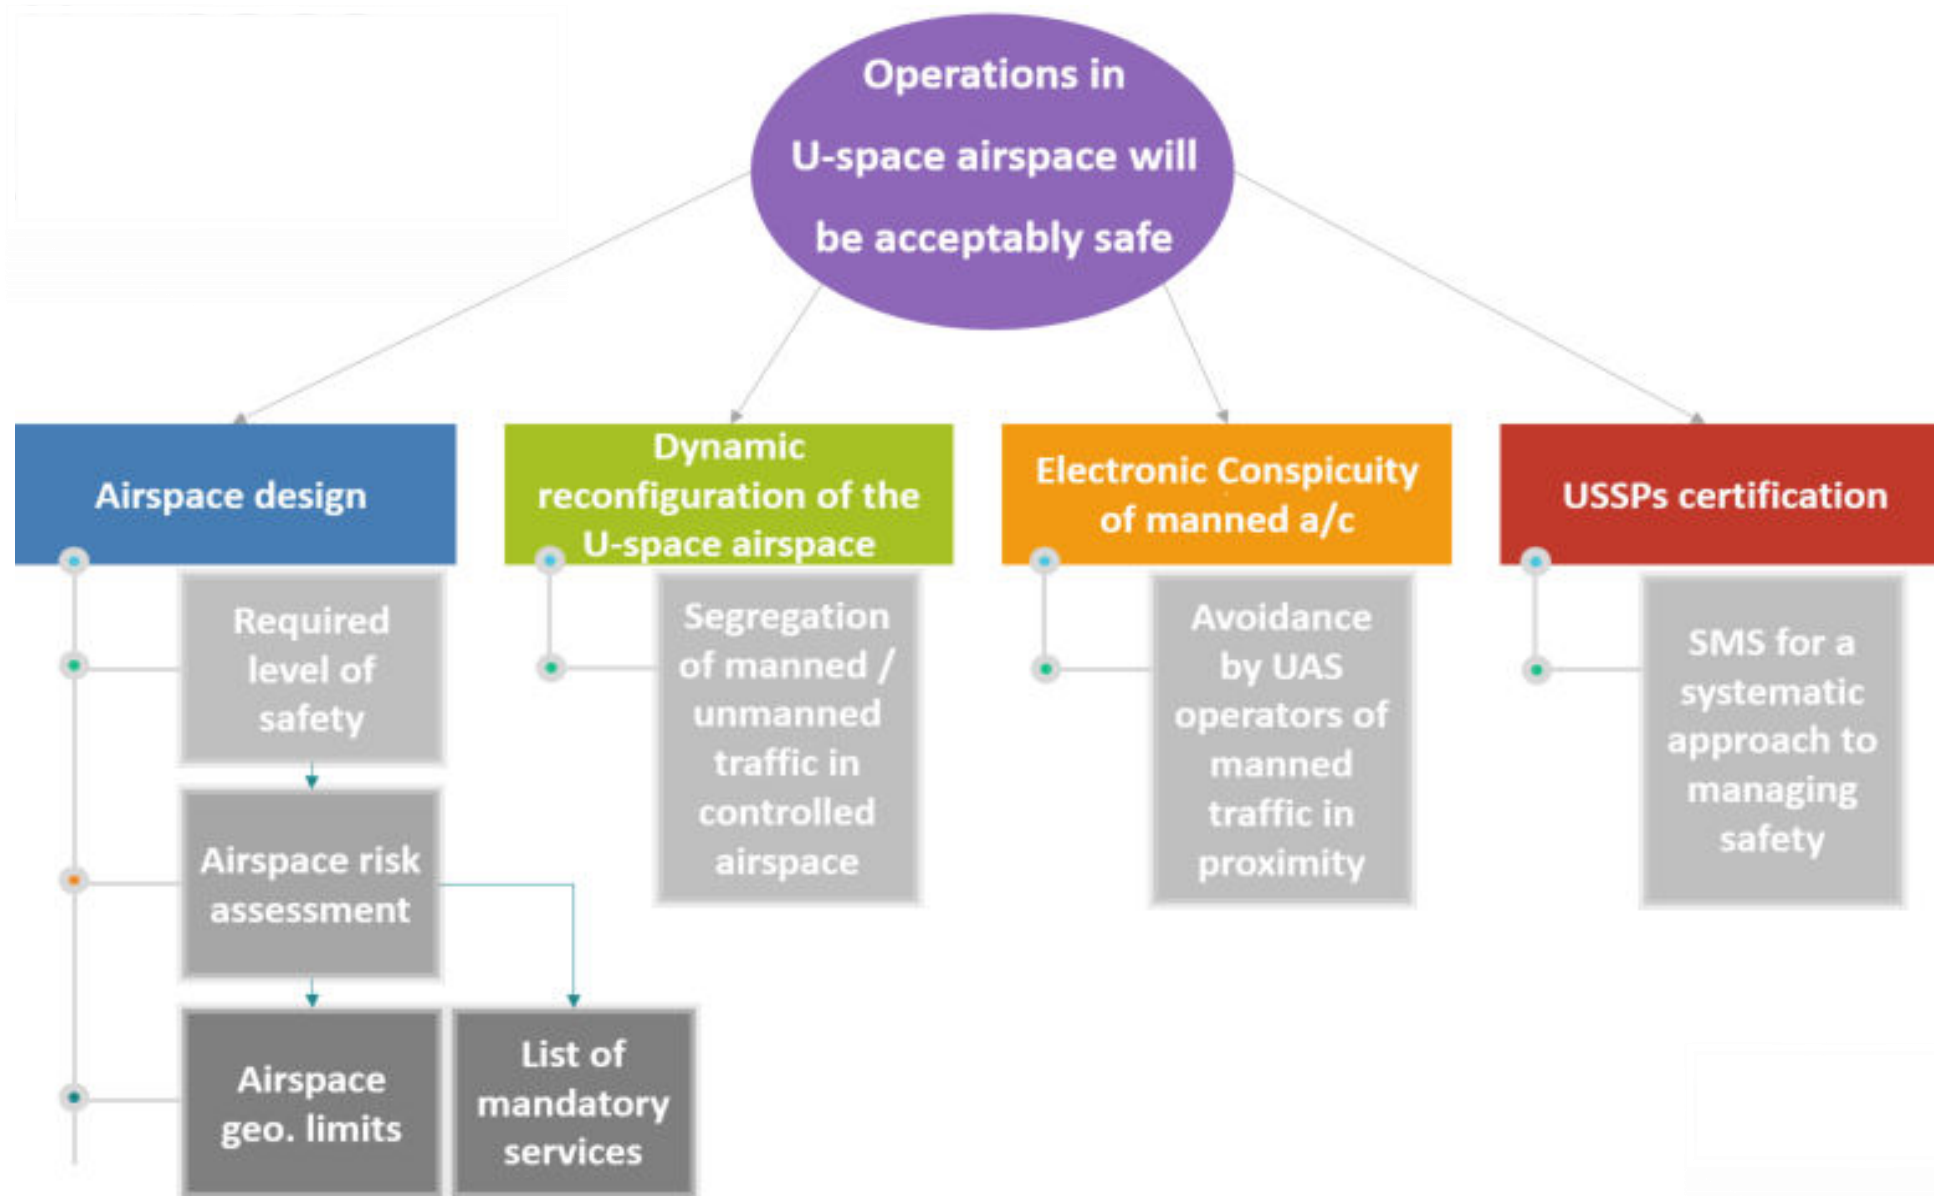 Operations in
U-space airspace will
be acceptably safe
Airspace design
Dynamic
reconfiguration of the
U-space airspace
Electronic Conspicuity
of manned a/c
USSPs certification
Required
level of
safety
Segregation
of manned /
unmanned
traffic in
controlled
airspace
Avoidance
by UAS
operators of
manned
traffic in
proximity
SMS for a
systematic
approach to
managing
safety
Airspace risk
assessment
Airspace
geo. limits
List of
mandatory
services